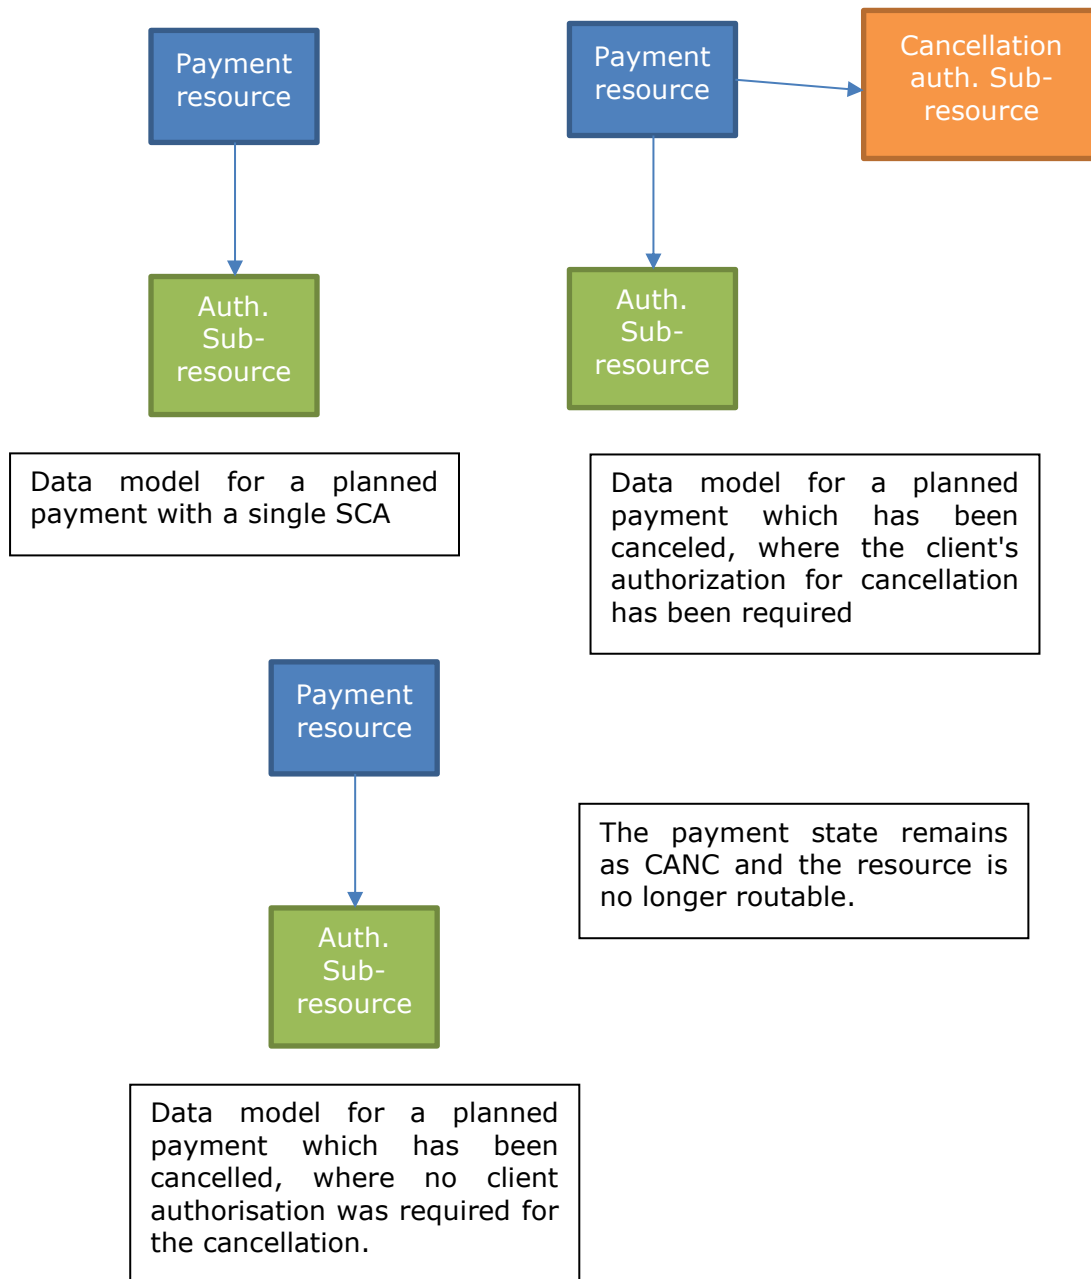 Payment
resource
Payment
resource
Cancellation
auth. Sub-
resource
Auth.
Sub-
resource
Auth.
Sub-
resource
Data model for a planned
payment with a single SCA
Data model for a planned
payment which has been
canceled, where the client's
authorization for cancellation
has been required
Payment
resource
The payment state remains
as CANC and the resource is
no longer routable.
Auth.
Sub-
resource
Data model for a planned
payment which has been
cancelled, where no client
authorisation was required for
the cancellation.